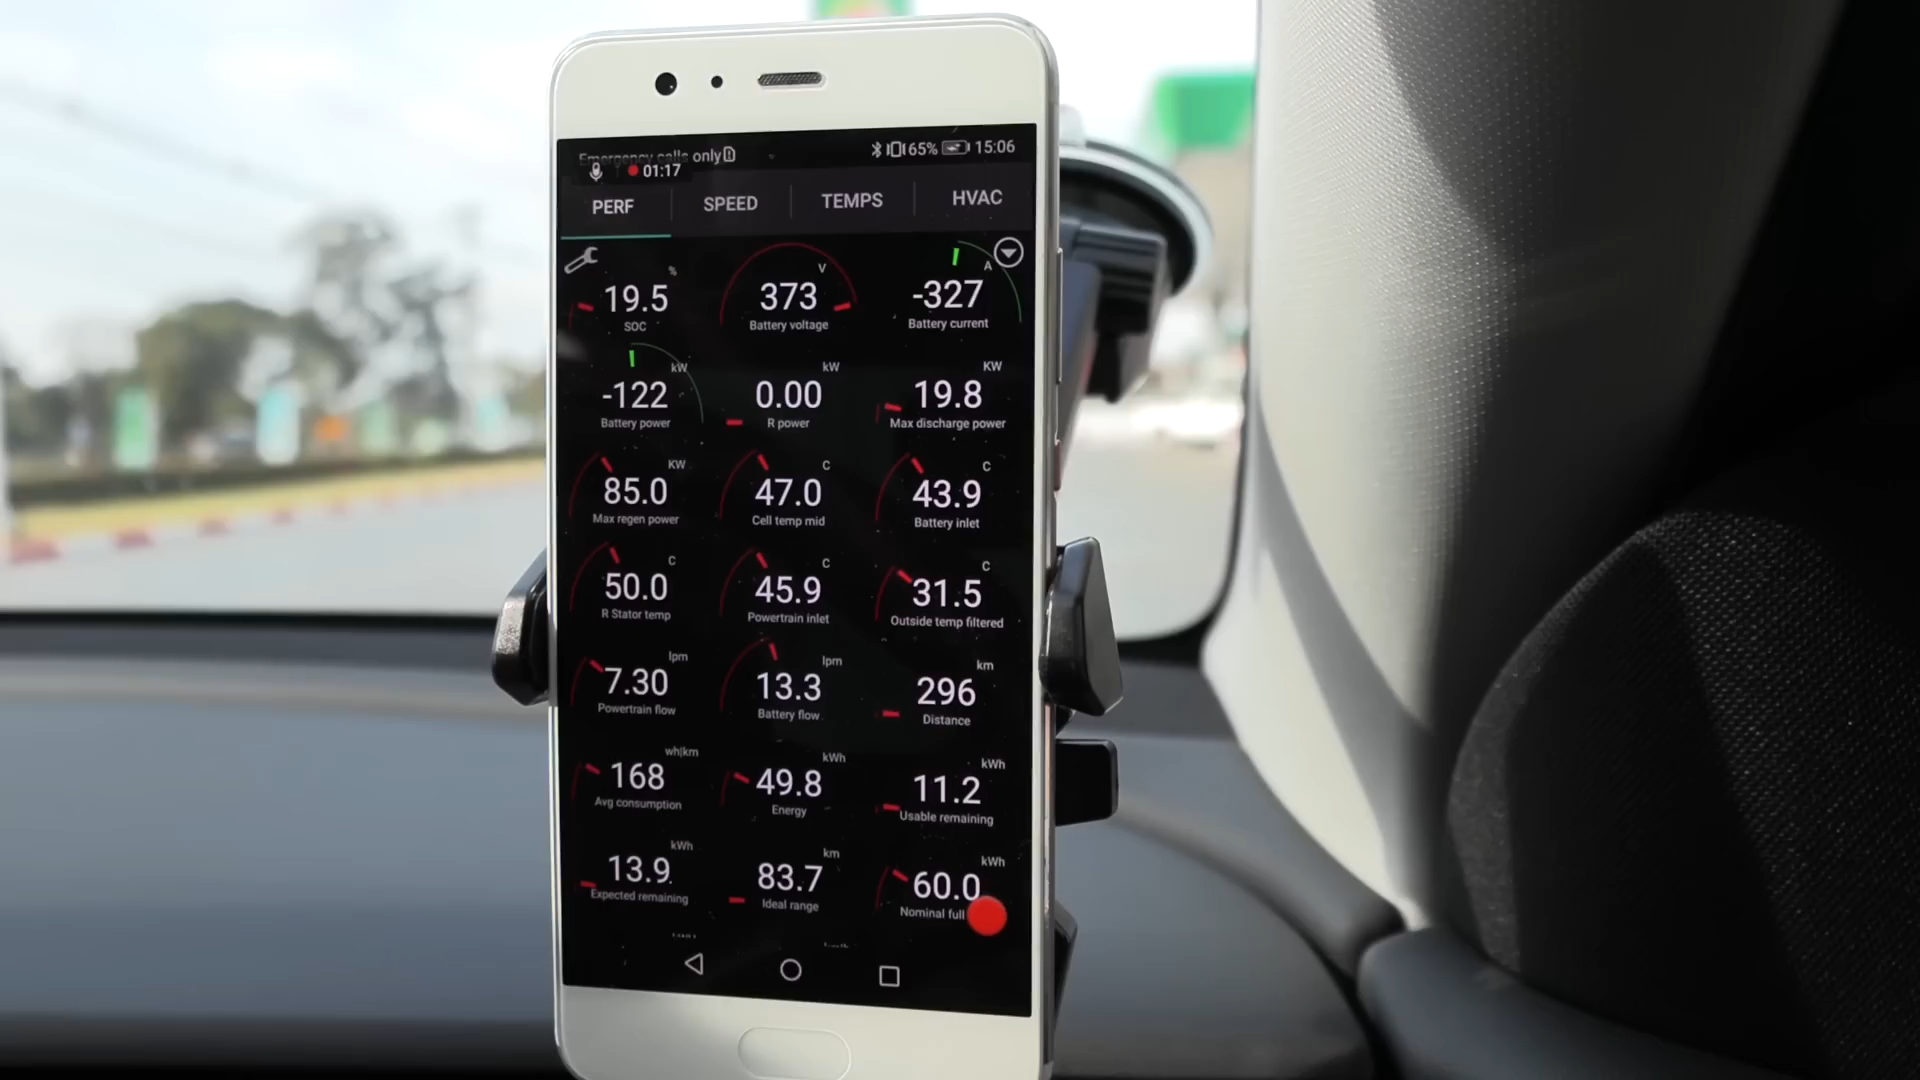 Emergency calls only 65% 15:06
01:17
PERF SPEED TEMPS HVAC
% V A
19.5 373 -327
SOC Battery voltage Battery current
kW kW KW
-122 0.00 19.8
Battery power R power Max discharge power
KW C C
85.0 47.0 43.9
Max regen power Cell temp mid Battery inlet
C C C
50.0 45.9 31.5
R Stator temp Powertrain inlet Outside temp filtered
lpm lpm km
7.30 13.3 296
Powertrain flow Battery flow Distance
wh|km kWh kWh
168 49.8 11.2
Avg consumption Energy Usable remaining
kWh km kWh
13.9 83.7 60.0
Expected remaining Ideal range Nominal full